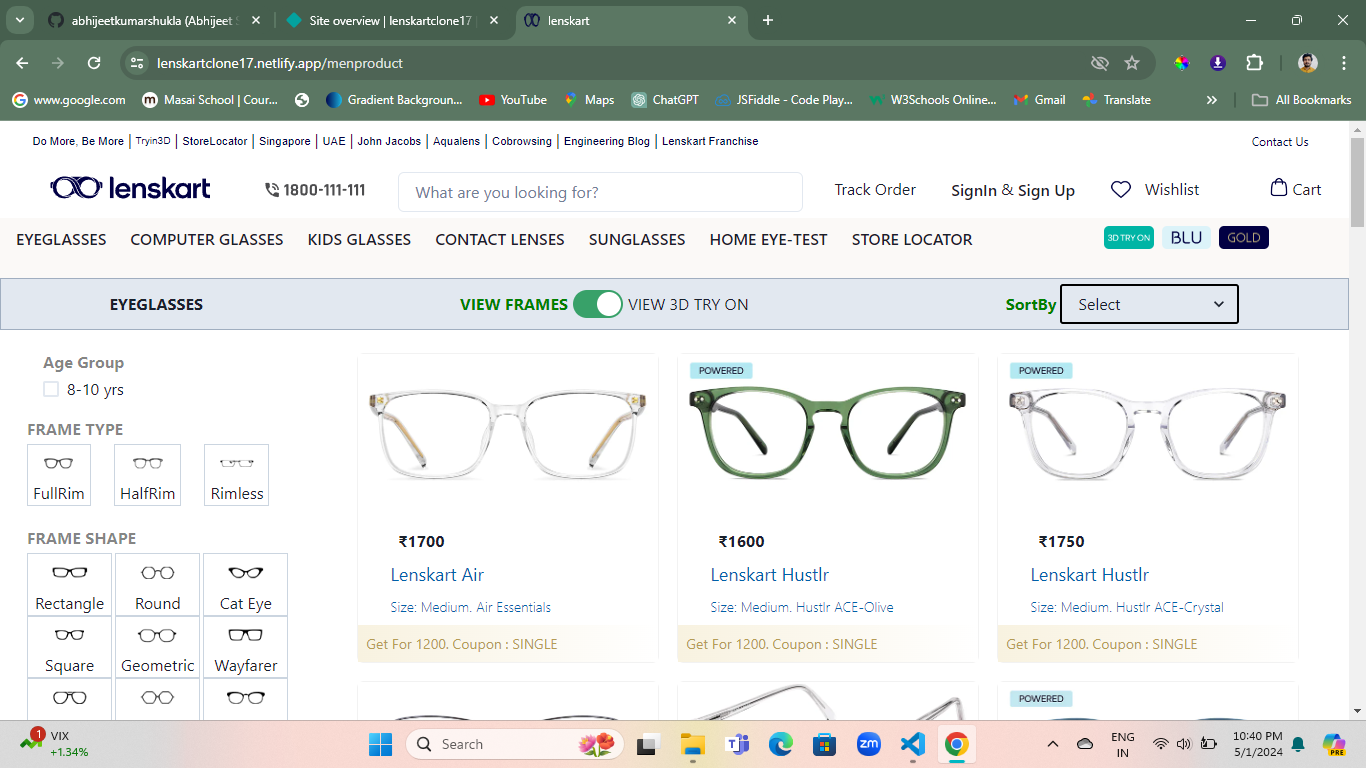 abhijeetkumarshukla (Abhijeet S
Site overview | lenskartclone17
lenskart
lenskartclone17.netlify.app/menproduct
www.google.com
Masai School | Cour...
Gradient Backgroun...
YouTube
Maps
ChatGPT
JSFiddle - Code Play...
W3Schools Online...
Gmail
Translate
All Bookmarks
Do More, Be More | Tryin3D | StoreLocator | Singapore | UAE | John Jacobs | Aqualens | Cobrowsing | Engineering Blog | Lenskart Franchise
Contact Us
lenskart
1800-111-111
What are you looking for?
Track Order
SignIn & Sign Up
Wishlist
Cart
EYEGLASSES
COMPUTER GLASSES
KIDS GLASSES
CONTACT LENSES
SUNGLASSES
HOME EYE-TEST
STORE LOCATOR
3D TRY ON
BLU
GOLD
EYEGLASSES
VIEW FRAMES
VIEW 3D TRY ON
SortBy
Select
Age Group
8-10 yrs
FRAME TYPE
FullRim
HalfRim
Rimless
FRAME SHAPE
Rectangle
Round
Cat Eye
Square
Geometric
Wayfarer
₹1700
Lenskart Air
Size: Medium. Air Essentials
Get For 1200. Coupon : SINGLE
POWERED
₹1600
Lenskart Hustlr
Size: Medium. Hustlr ACE-Olive
Get For 1200. Coupon : SINGLE
POWERED
₹1750
Lenskart Hustlr
Size: Medium. Hustlr ACE-Crystal
Get For 1200. Coupon : SINGLE
POWERED
1
VIX
+1.34%
Search
zm
PRE
ENG
IN
10:40 PM
5/1/2024